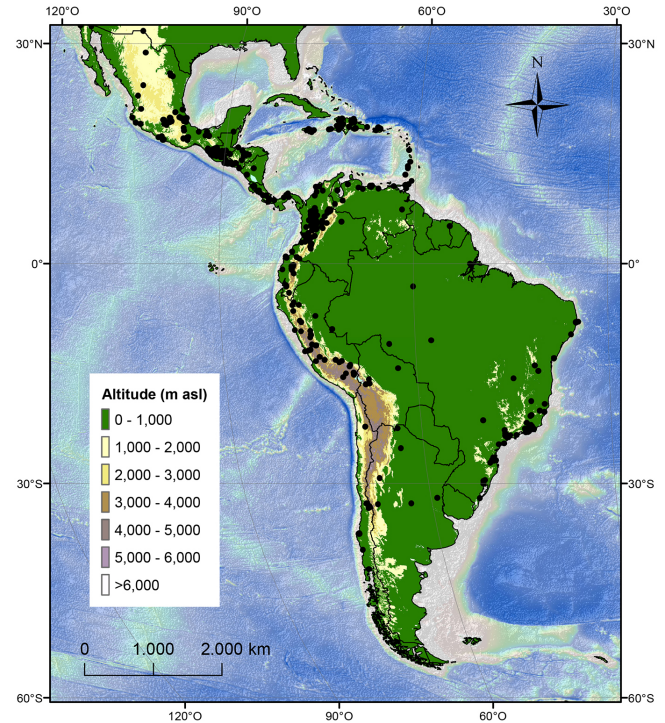 120°O 90°O 60°O 30°O
30°N 30°N
N
0° 0°
Altitude (m asl)
0 - 1,000
1,000 - 2,000
2,000 - 3,000
3,000 - 4,000
4,000 - 5,000
5,000 - 6,000
>6,000
30°S 30°S
0 1.000 2.000 km
60°S 60°S
120°O 90°O 60°O